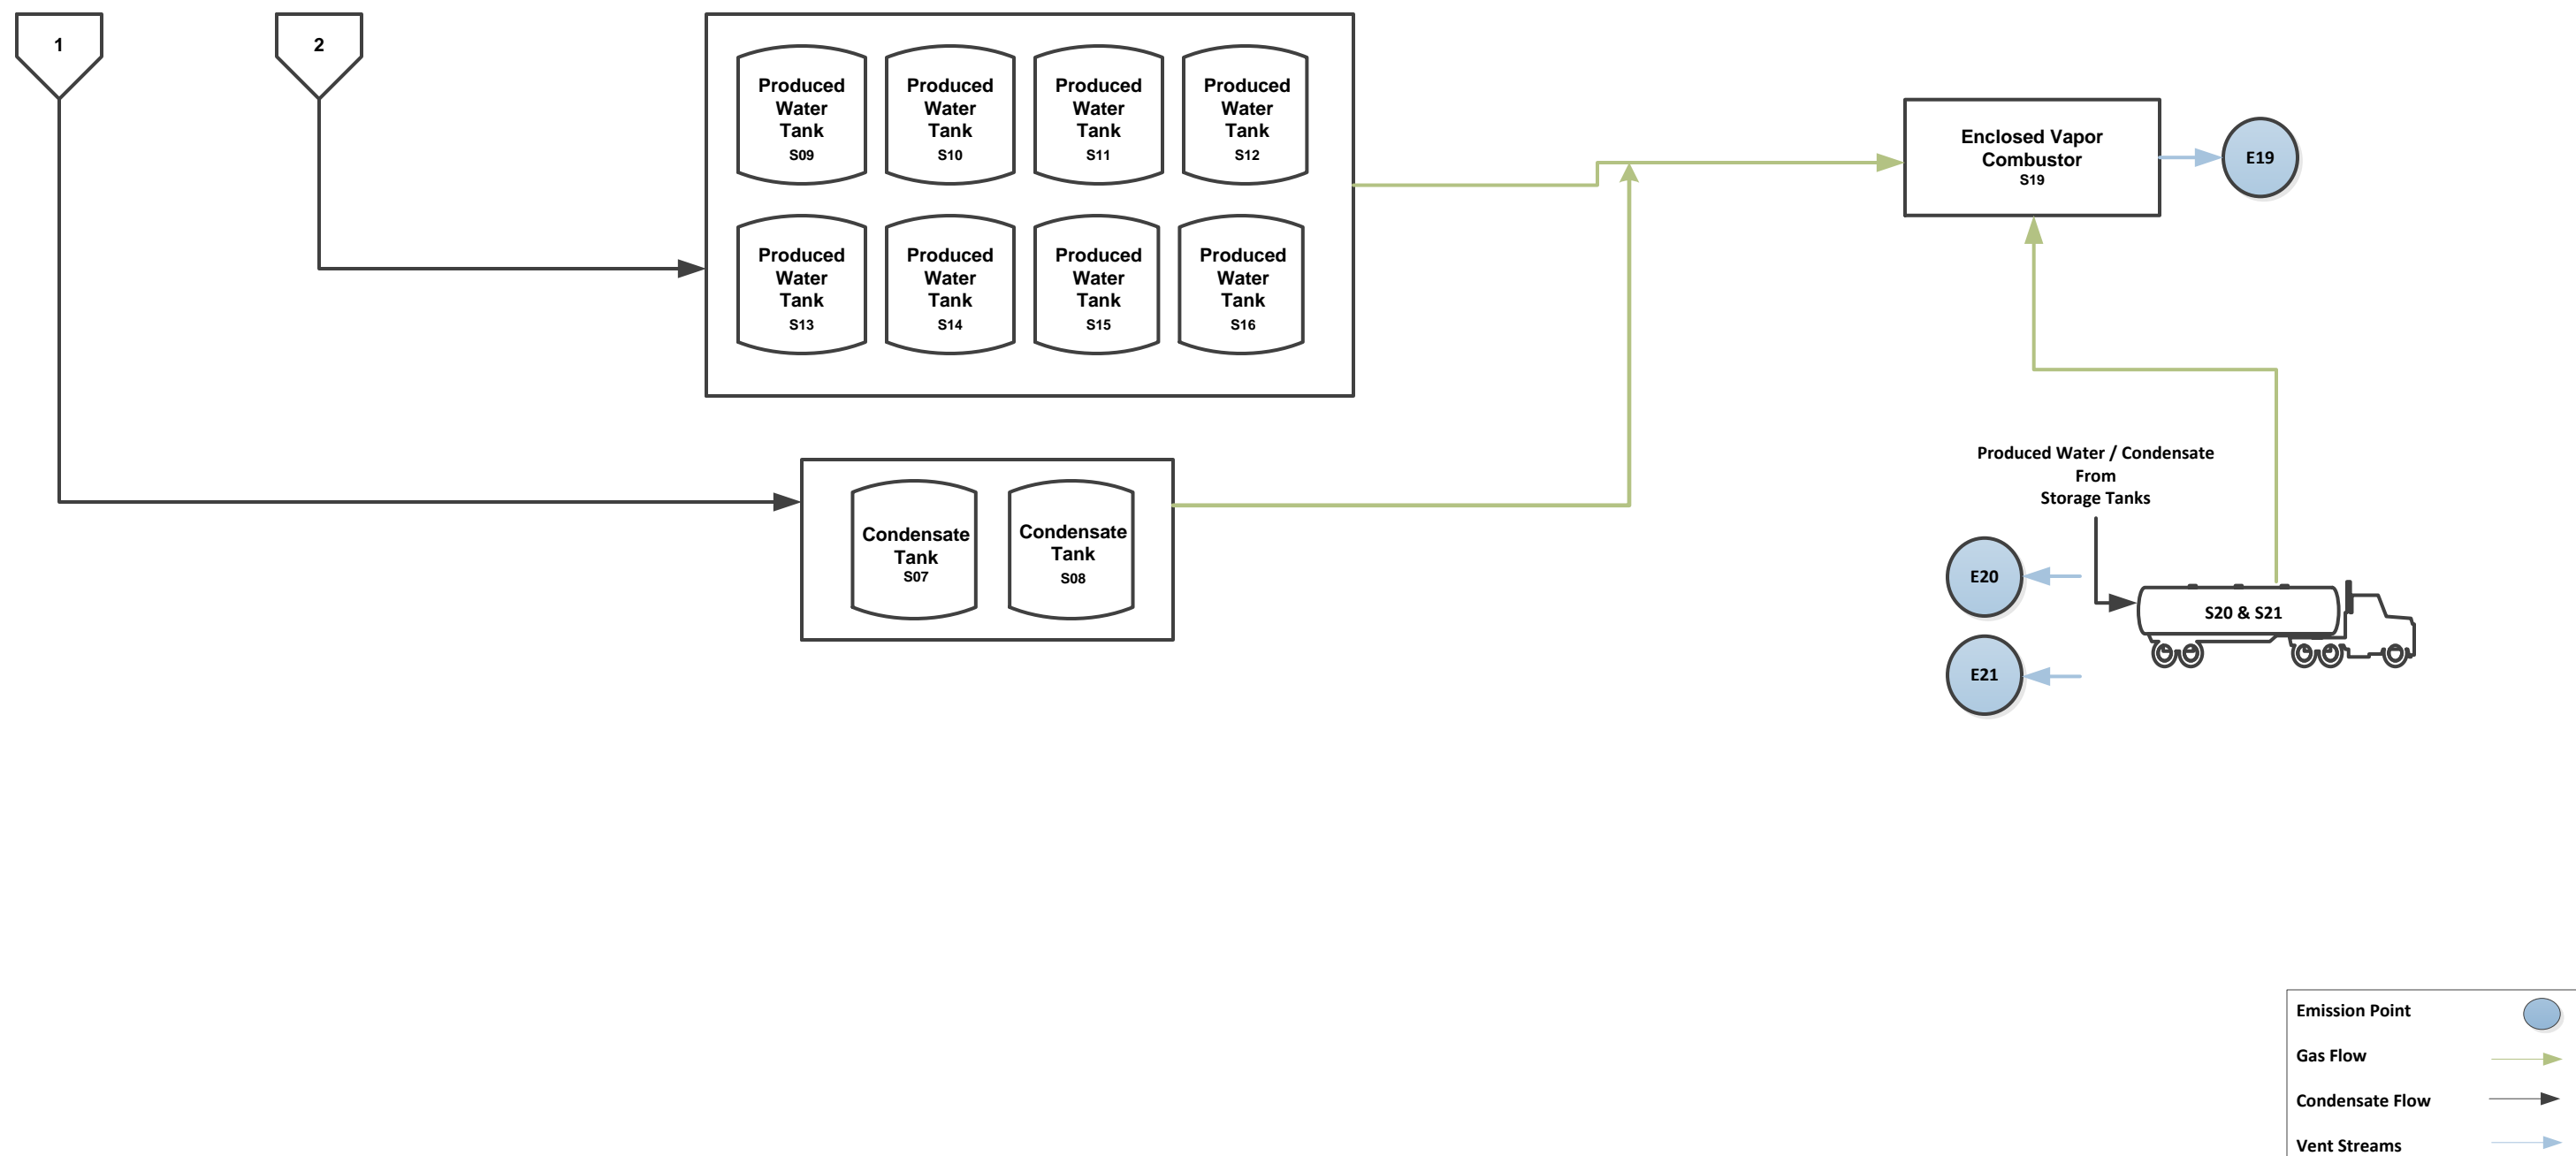 1
2
Produced
Water
Tank
S09
Produced
Water
Tank
S10
Produced
Water
Tank
S11
Produced
Water
Tank
S12
Produced
Water
Tank
S13
Produced
Water
Tank
S14
Produced
Water
Tank
S15
Produced
Water
Tank
S16
Enclosed Vapor
Combustor
S19
E19
Condensate
Tank
S07
Condensate
Tank
S08
Produced Water / Condensate
From
Storage Tanks
E20
S20 & S21
E21
Emission Point
Gas Flow
Condensate Flow
Vent Streams